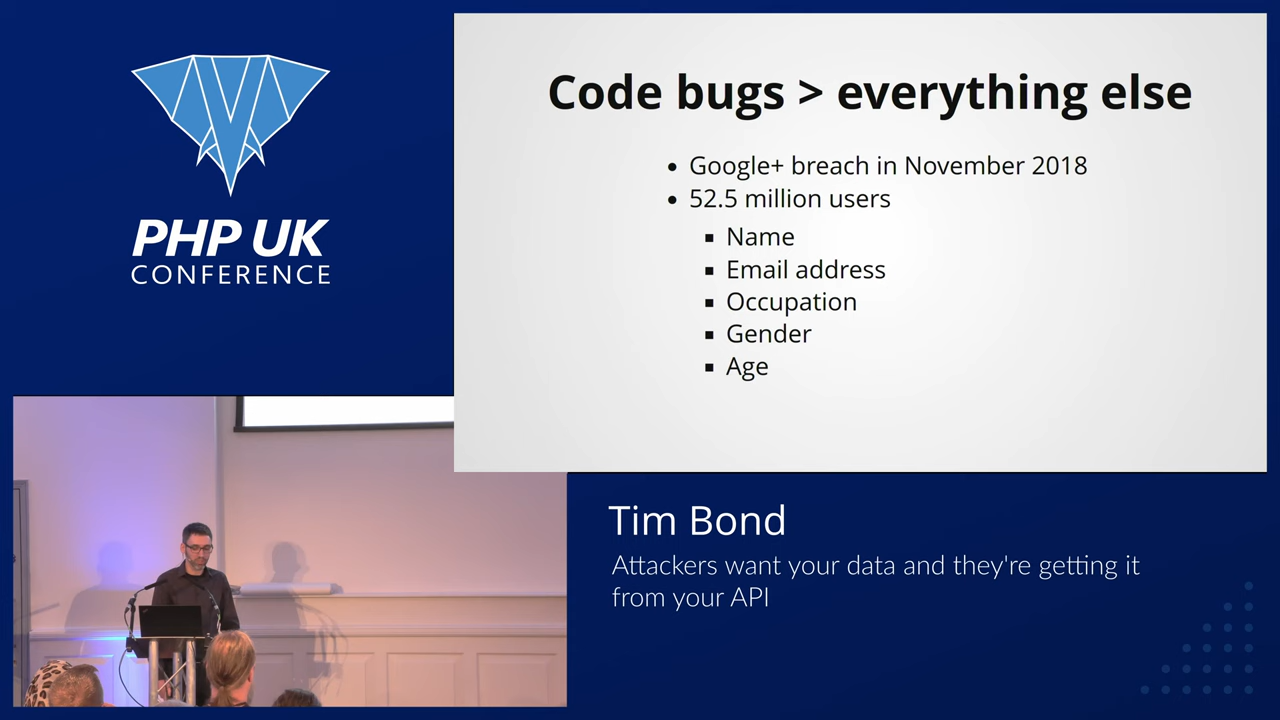 PHP UK
CONFERENCE
Code bugs > everything else
Google+ breach in November 2018
52.5 million users
Name
Email address
Occupation
Gender
Age
Tim Bond
Attackers want your data and they're getting it
from your API